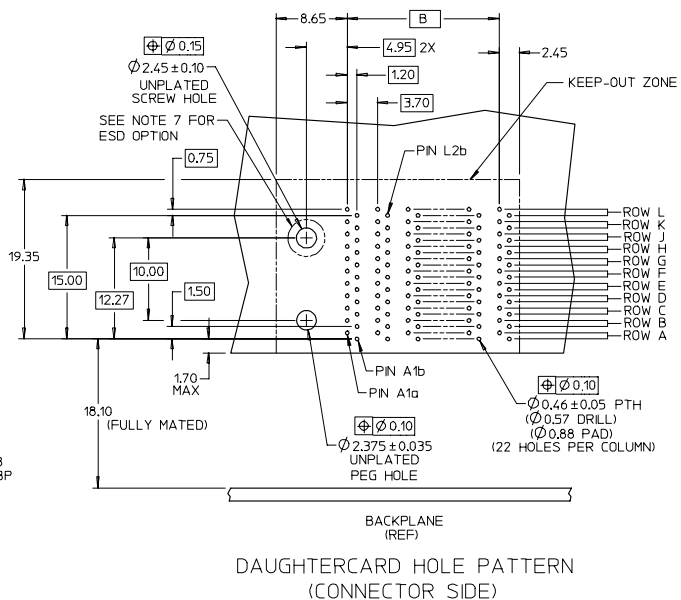 8.65
B
4.95 2X
2.45
⌖ Ø 0.15
Ø 2.45±0.10
UNPLATED
SCREW HOLE
1.20
KEEP-OUT ZONE
3.70
SEE NOTE 7 FOR
ESD OPTION
PIN L2b
0.75
ROW L
ROW K
ROW J
ROW H
ROW G
ROW F
ROW E
ROW D
ROW C
ROW B
ROW A
19.35
15.00
10.00
12.27
1.50
1.70
MAX
PIN A1b
PIN A1a
18.10 (FULLY MATED)
⌖ Ø 0.10
Ø 2.375±0.035
UNPLATED
PEG HOLE
⌖ Ø 0.10
Ø 0.46±0.05 PTH
(Ø 0.57 DRILL)
(Ø 0.88 PAD)
(22 HOLES PER COLUMN)
BACKPLANE
(REF)
DAUGHTERCARD HOLE PATTERN
(CONNECTOR SIDE)